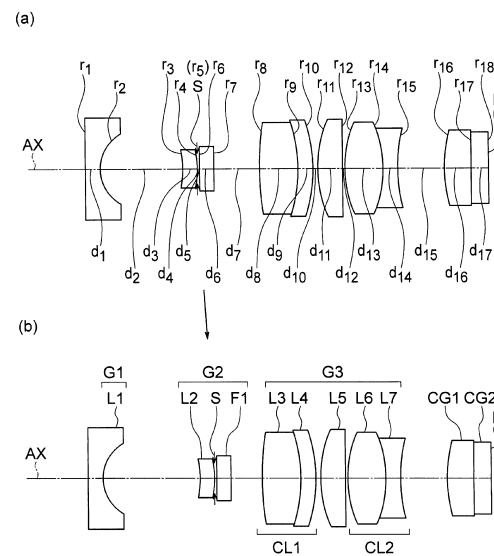 (a)
r1 r2 r3 r4 (r5) S r6 r7 r8 r9 r10 r11 r12 r13 r14 r15 r16 r17 r18
AX
d1 d2 d3 d4 d5 d6 d7 d8 d9 d10 d11 d12 d13 d14 d15 d16 d17
(b)
G1 G2 G3
L1 L2 S F1 L3 L4 L5 L6 L7 CG1 CG2
AX
CL1 CL2